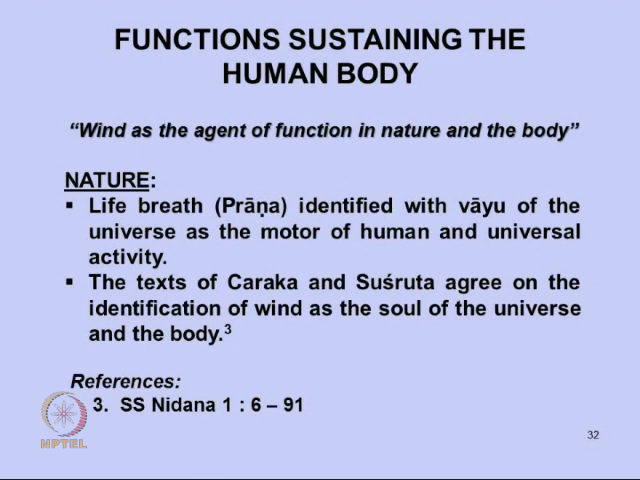 FUNCTIONS SUSTAINING THE
HUMAN BODY
“Wind as the agent of function in nature and the body”
NATURE:
▪ Life breath (Prāṇa) identified with vāyu of the
universe as the motor of human and universal
activity.
▪ The texts of Caraka and Suśruta agree on the
identification of wind as the soul of the universe
and the body.³
References:
3. SS Nidana 1 : 6 – 91
NPTEL
32